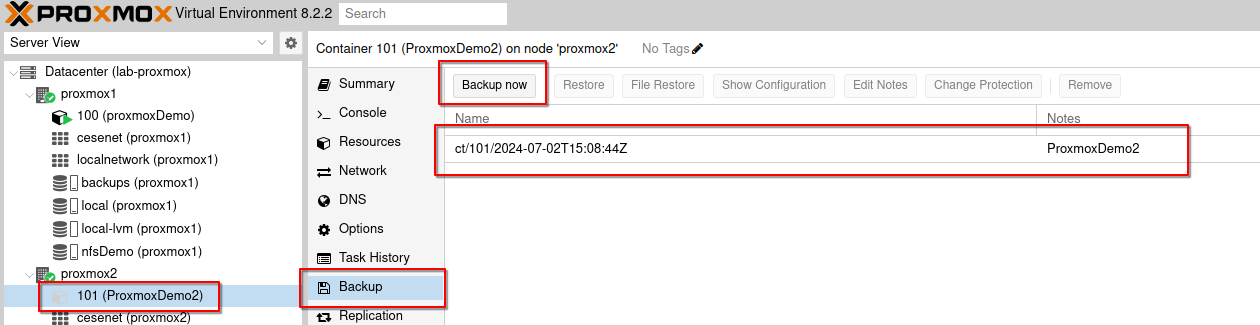 PROXMOX Virtual Environment 8.2.2 Search
Server View
Datacenter (lab-proxmox)
proxmox1
100 (proxmoxDemo)
cesenet (proxmox1)
localnetwork (proxmox1)
backups (proxmox1)
local (proxmox1)
local-lvm (proxmox1)
nfsDemo (proxmox1)
proxmox2
101 (ProxmoxDemo2)
cesenet (proxmox2)
Container 101 (ProxmoxDemo2) on node 'proxmox2' No Tags
Summary
Console
Resources
Network
DNS
Options
Task History
Backup
Replication
Backup now Restore File Restore Show Configuration Edit Notes Change Protection Remove
Name Notes
ct/101/2024-07-02T15:08:44Z ProxmoxDemo2